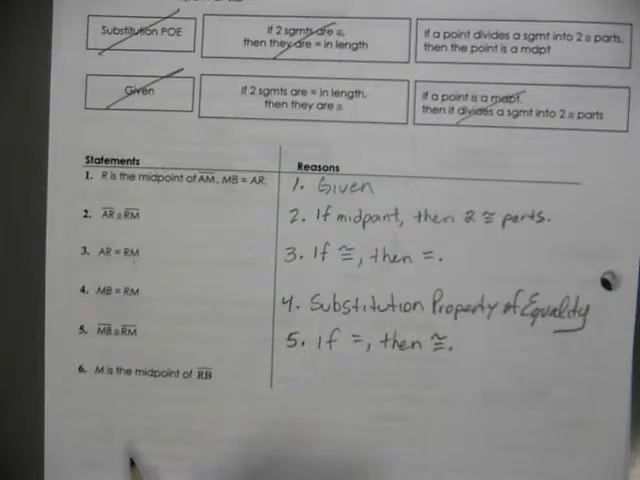 Substitution POE
If 2 sgmts are ≅,
then they are = in length
If a point divides a sgmt into 2 ≅ parts,
then the point is a mdpt
Given
If 2 sgmts are = in length,
then they are ≅
If a point is a mdpt,
then it divides a sgmt into 2 ≅ parts
Statements
Reasons
1. R is the midpoint of AM, MB = AR.
1. Given
2. AR ≅ RM
2. If midpoint, then 2 ≅ parts.
3. AR = RM
3. If ≅, then =.
4. MB = RM
4. Substitution Property of Equality
5. MB ≅ RM
5. If =, then ≅.
6. M is the midpoint of RB